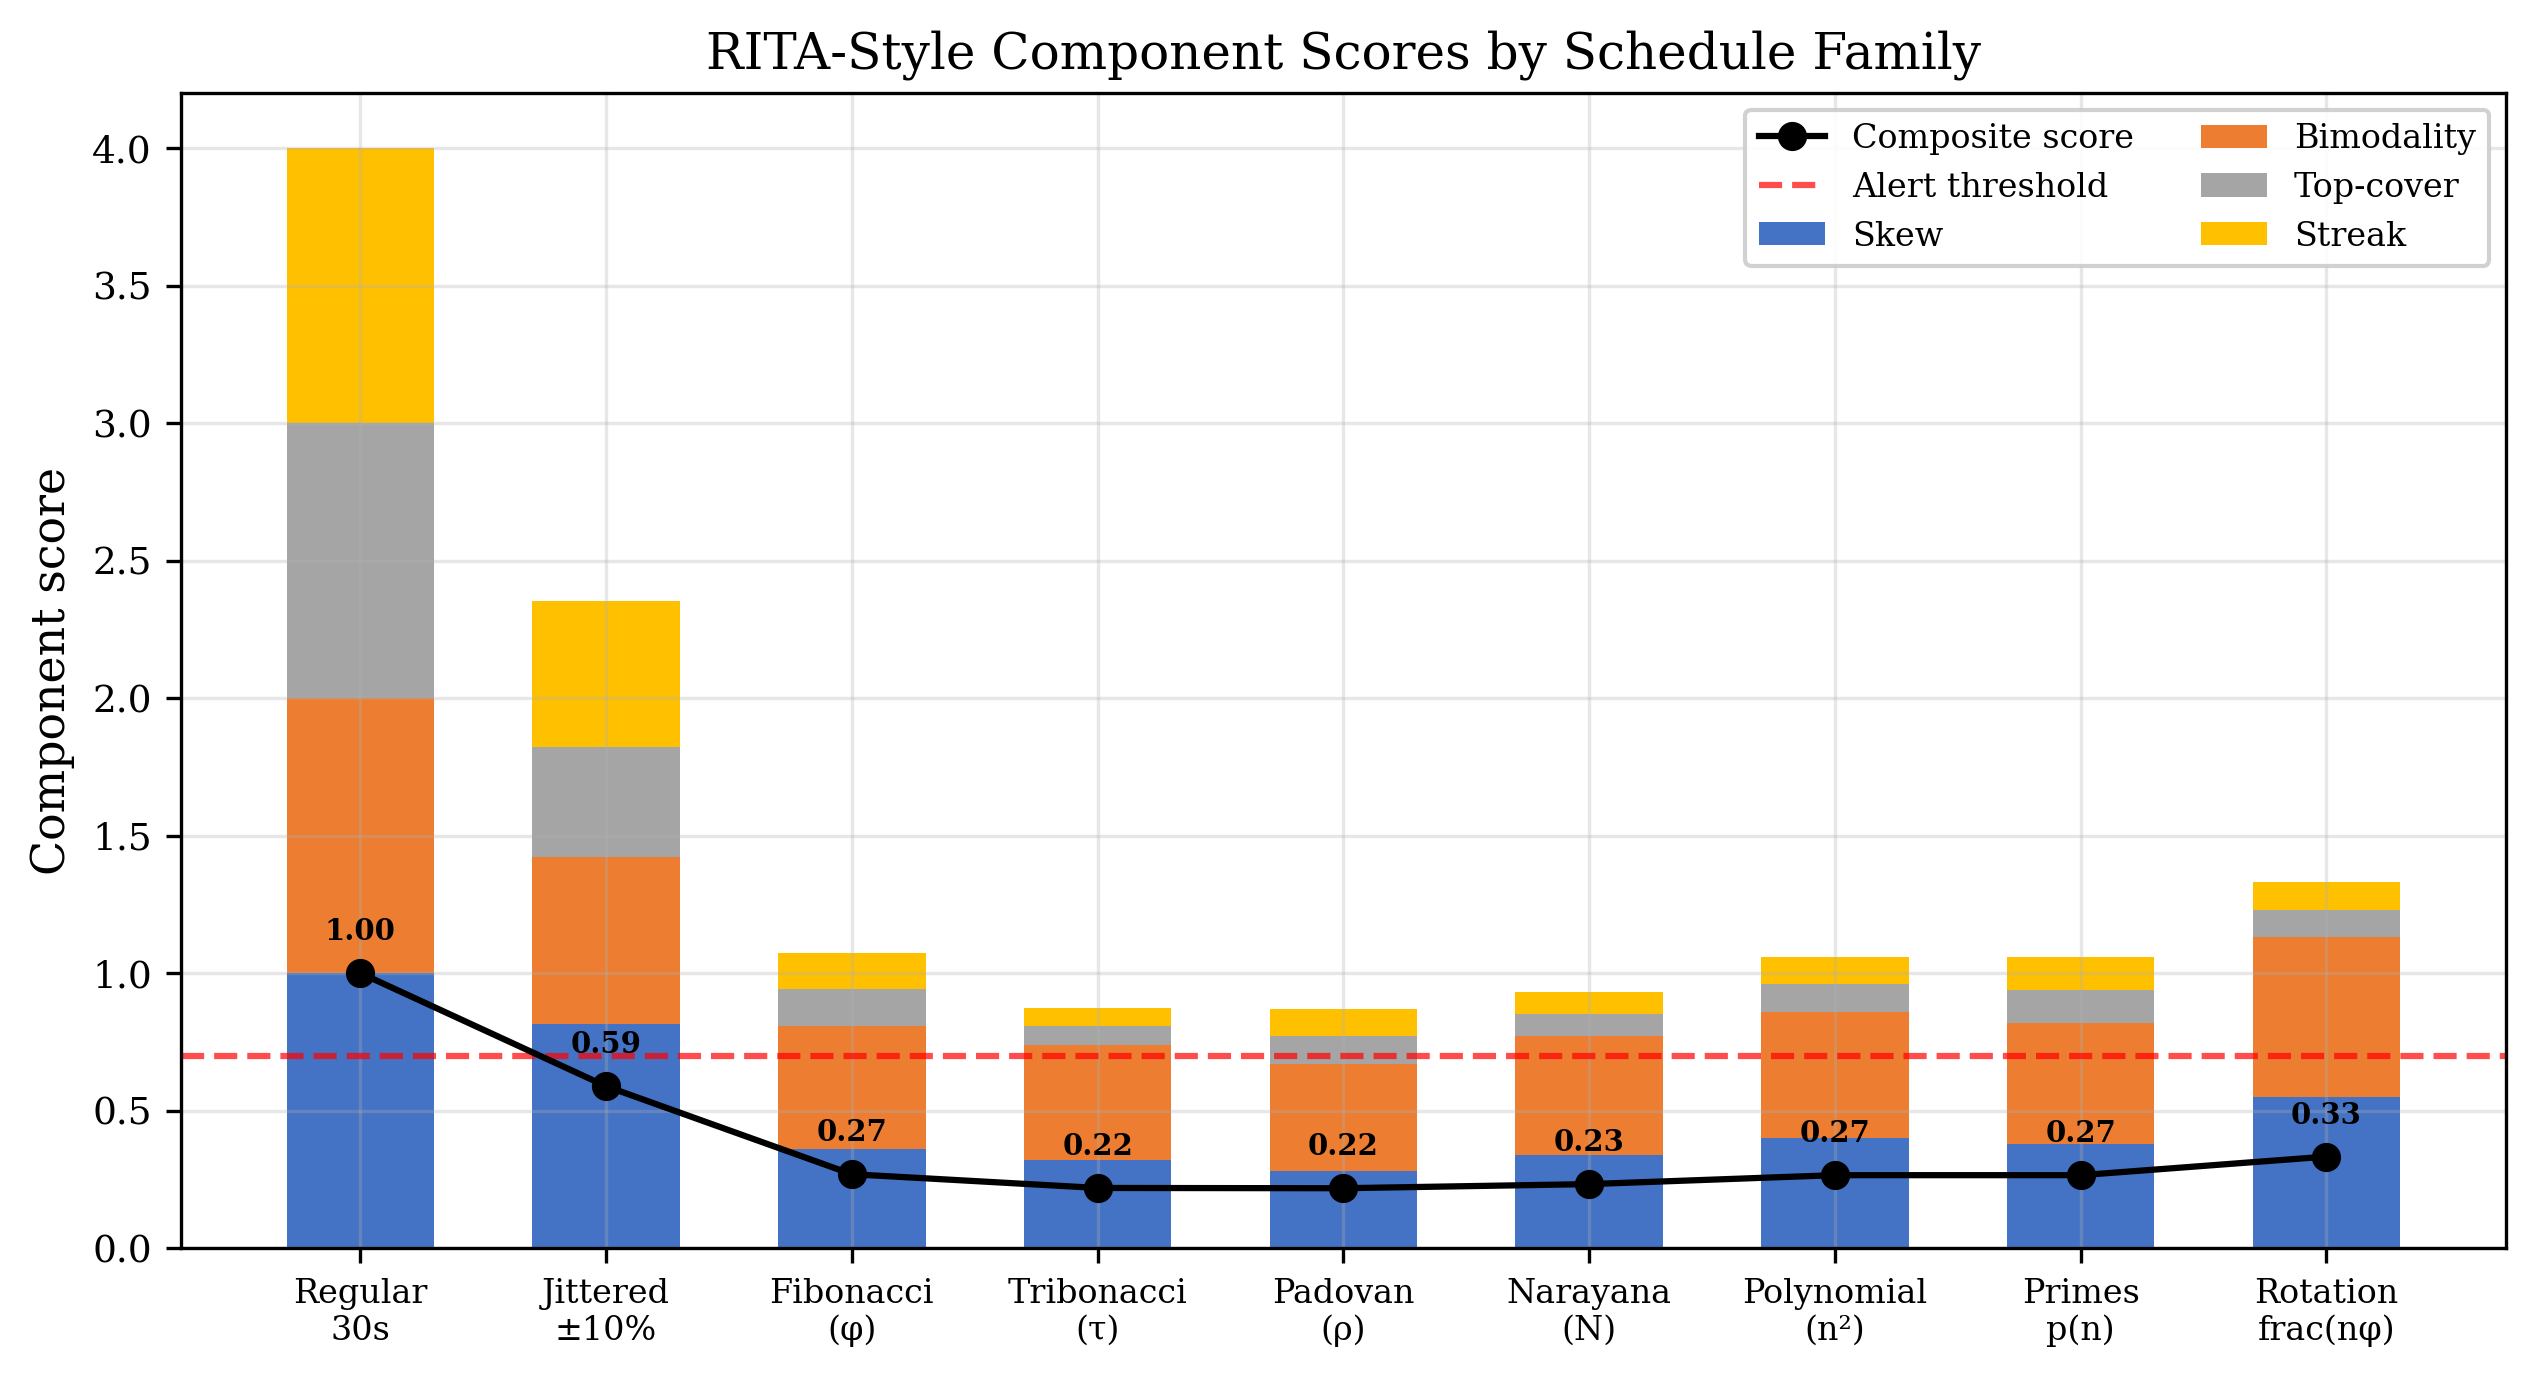 RITA-Style Component Scores by Schedule Family
Component score
4.0
3.5
3.0
2.5
2.0
1.5
1.0
0.5
0.0
Composite score
Alert threshold
Skew
Bimodality
Top-cover
Streak
1.00
0.59
0.27
0.22
0.22
0.23
0.27
0.27
0.33
Regular
30s
Jittered
±10%
Fibonacci
(φ)
Tribonacci
(τ)
Padovan
(ρ)
Narayana
(N)
Polynomial
(n²)
Primes
p(n)
Rotation
frac(nφ)